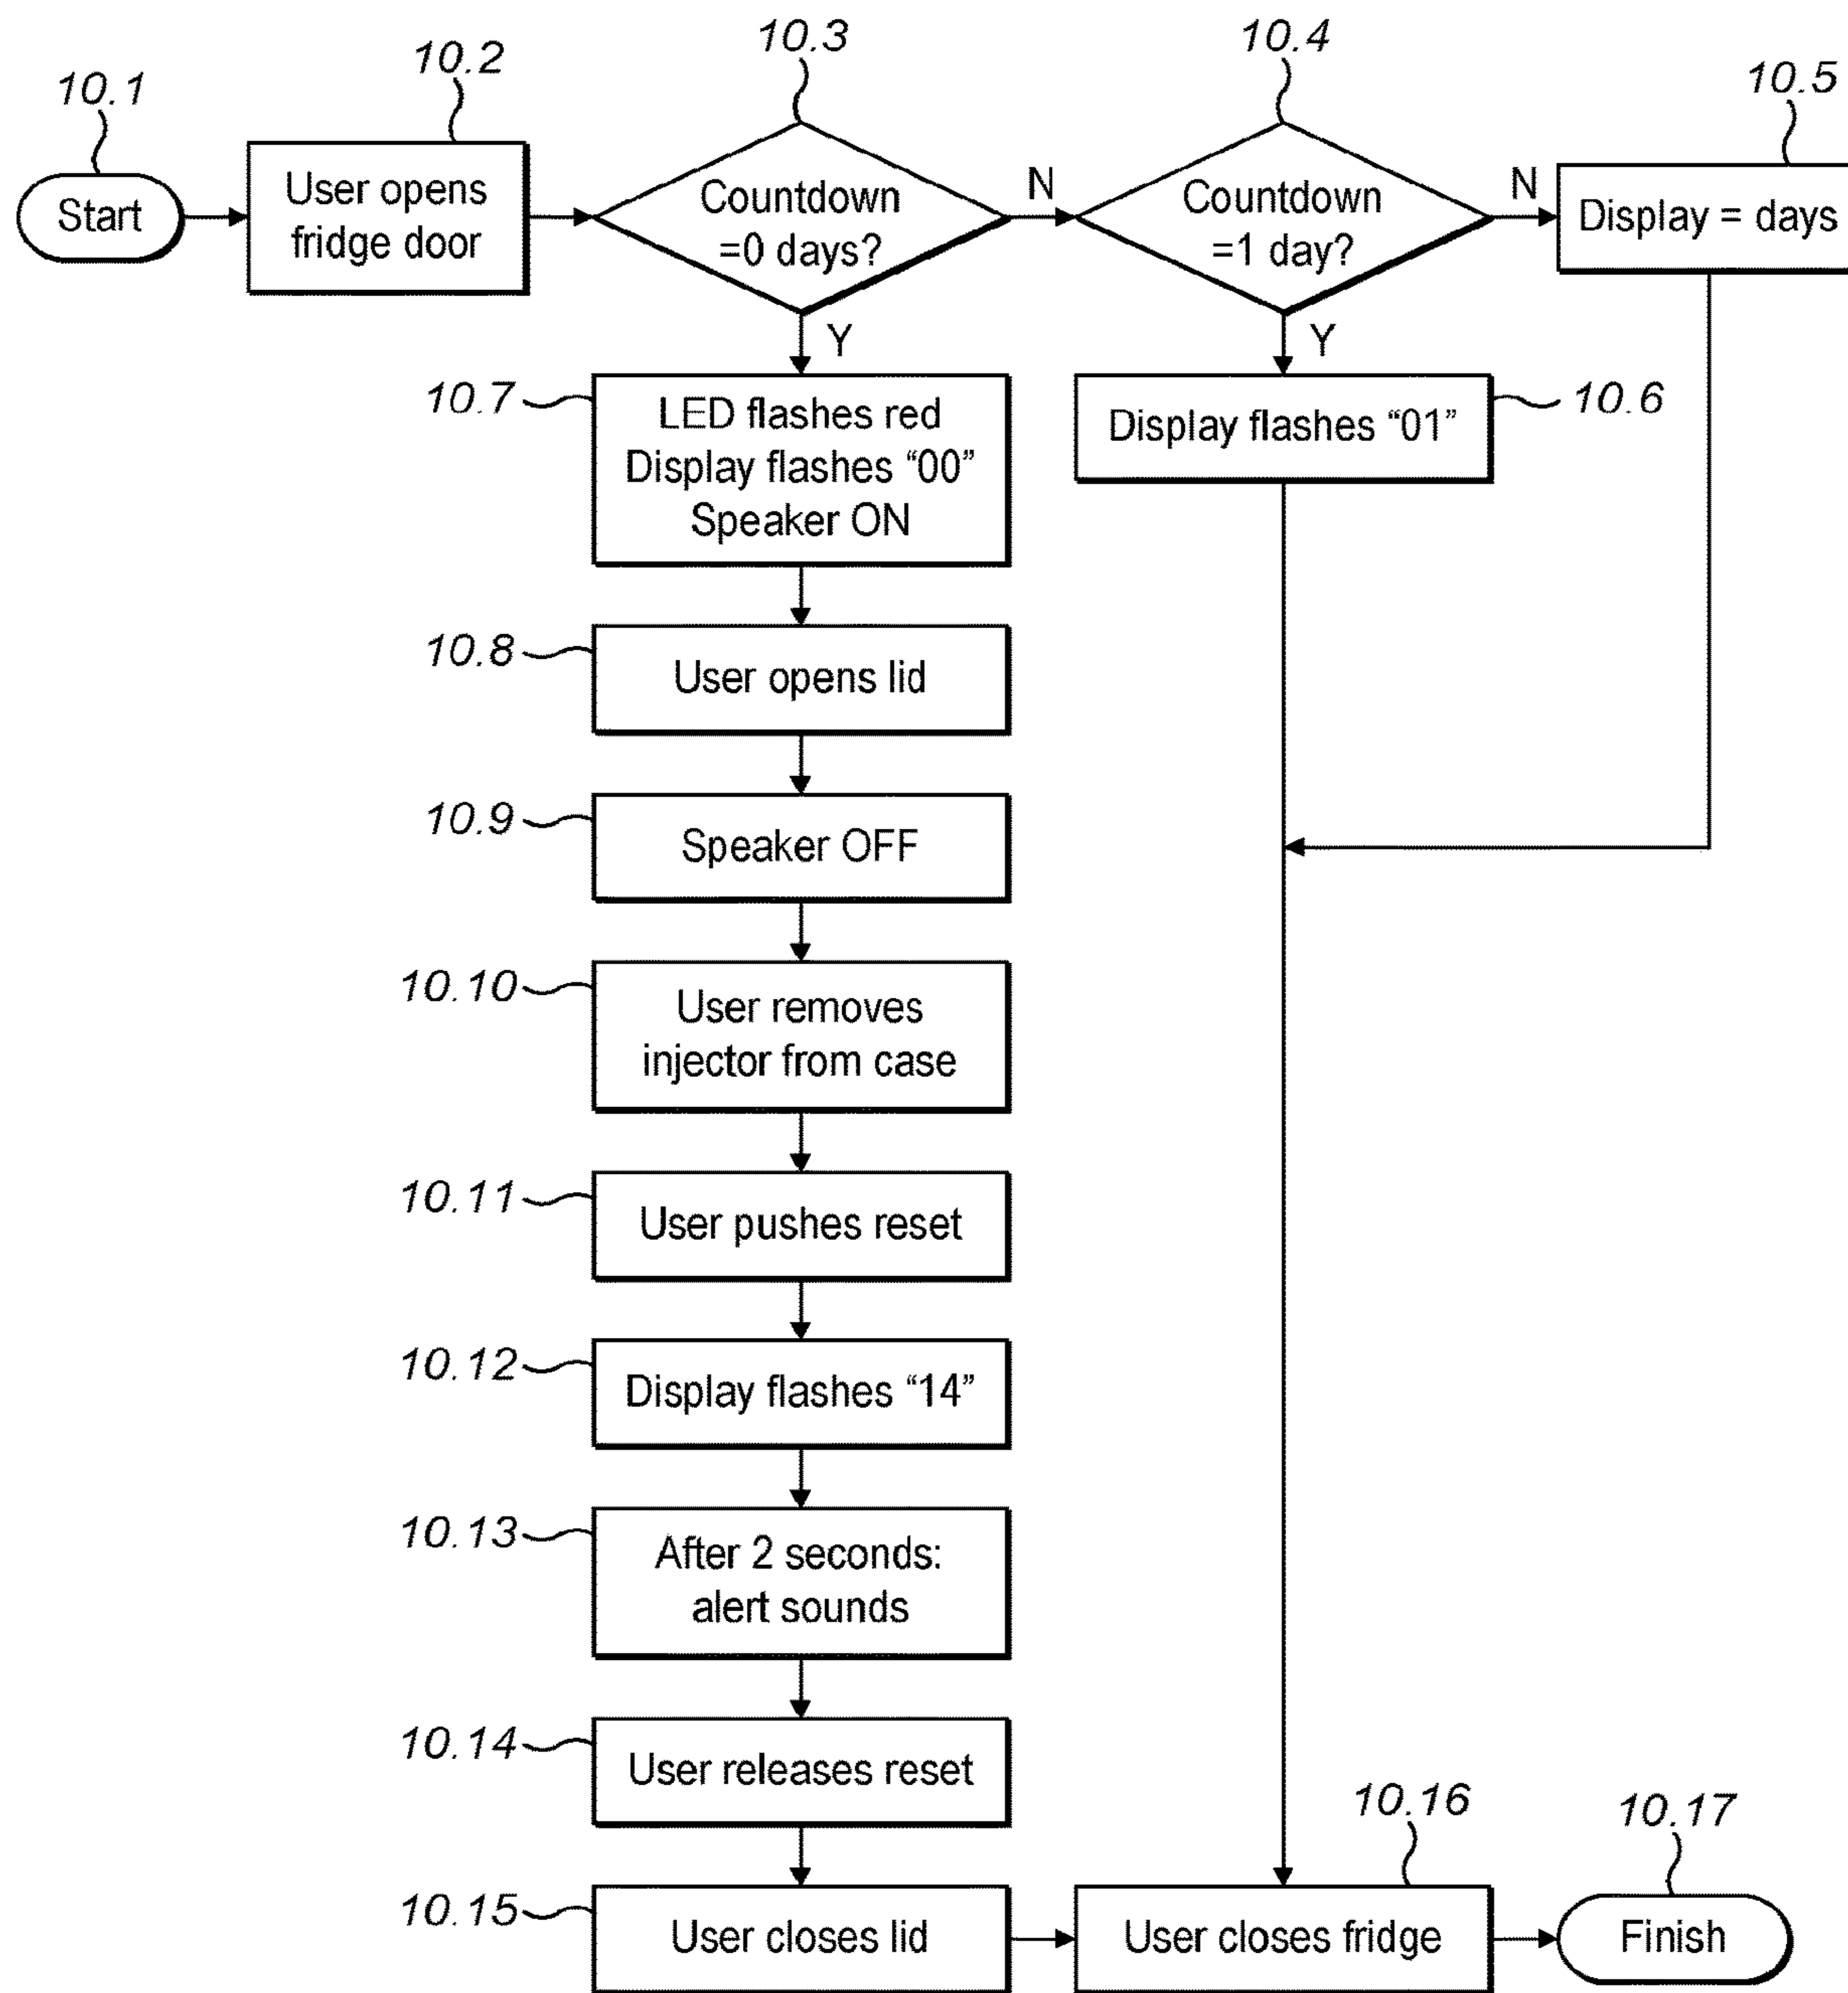 10.1
Start
10.2
User opens
fridge door
10.3
Countdown
=0 days?
N
Y
10.4
Countdown
=1 day?
N
Y
10.5
Display = days
10.6
Display flashes “01”
10.7
LED flashes red
Display flashes “00”
Speaker ON
10.8
User opens lid
10.9
Speaker OFF
10.10
User removes
injector from case
10.11
User pushes reset
10.12
Display flashes “14”
10.13
After 2 seconds:
alert sounds
10.14
User releases reset
10.15
User closes lid
10.16
User closes fridge
10.17
Finish